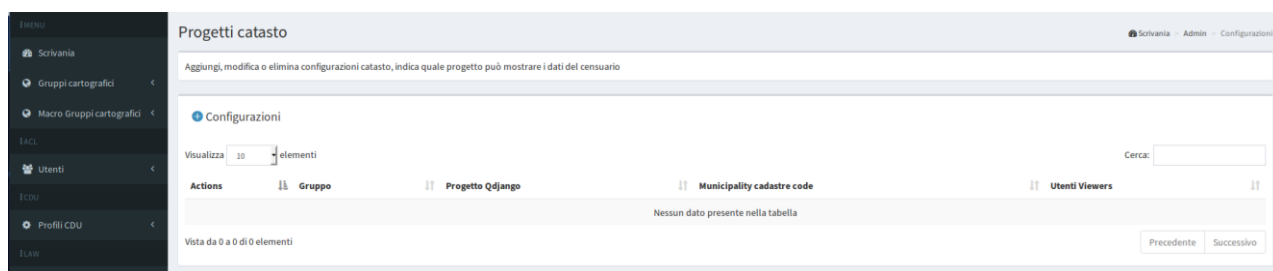 MENU
Scrivania
Gruppi cartografici
Macro Gruppi cartografici
ACL
Utenti
CDU
Profili CDU
LAW
Progetti catasto
Scrivania - Admin - Configurazioni
Aggiungi, modifica o elimina configurazioni catasto, indica quale progetto può mostrare i dati del censuario
Configurazioni
Visualizza 10 elementi
Cerca:
Actions Gruppo Progetto Qdjango Municipality cadastre code Utenti Viewers
Nessun dato presente nella tabella
Vista da 0 a 0 di 0 elementi
Precedente Successivo